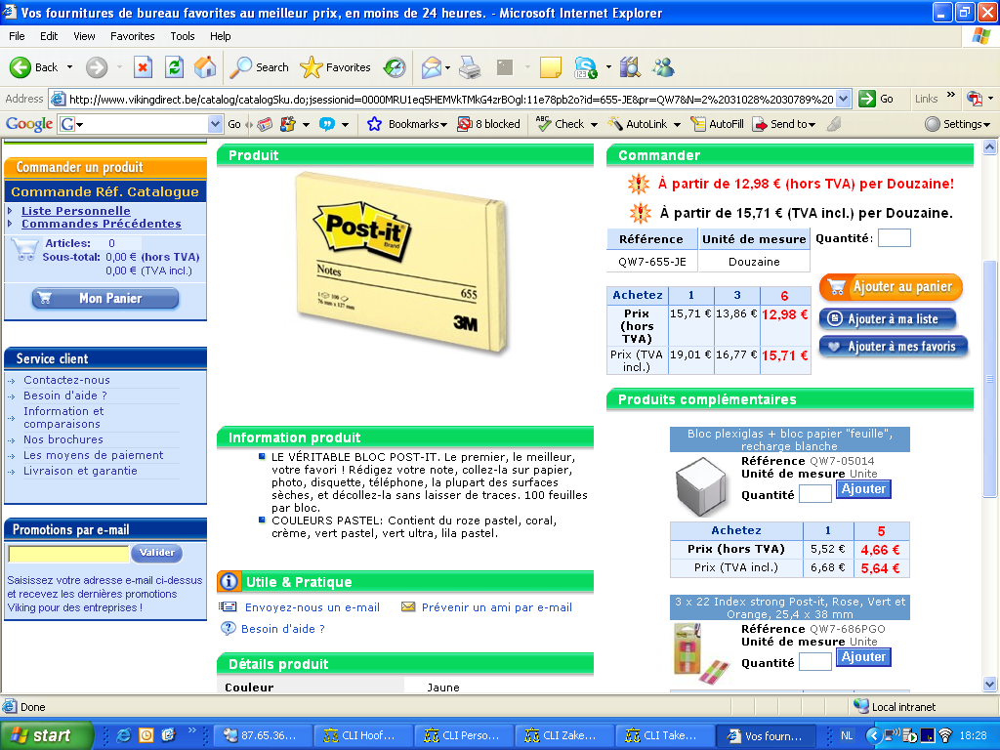 Vos fournitures de bureau favorites au meilleur prix, en moins de 24 heures. - Microsoft Internet Explorer
File Edit View Favorites Tools Help
Back Search Favorites
Address http://www.vikingdirect.be/catalog/catalogSku.do;jsessionid=0000MRU1eq5HEMVkTMkG4zrBOgl:11e78pb2o?id=655-JE&pr=QW7&N=2%2031028%2030789%20 Go Links »
Google G Go Bookmarks 8 blocked Check AutoLink AutoFill Send to Settings
Commander un produit
Commande Réf. Catalogue
Liste Personnelle
Commandes Précédentes
Articles: 0
Sous-total: 0,00 € (hors TVA)
0,00 € (TVA incl.)
Mon Panier
Service client
Contactez-nous
Besoin d'aide ?
Information et
comparaisons
Nos brochures
Les moyens de paiement
Livraison et garantie
Promotions par e-mail
Valider
Saisissez votre adresse e-mail ci-dessus
et recevez les dernières promotions
Viking pour des entreprises !
Produit
Post-it
Brand
Notes
655
100
76 mm x 127 mm
3M
Information produit
LE VÉRITABLE BLOC POST-IT. Le premier, le meilleur,
votre favori ! Rédigez votre note, collez-la sur papier,
photo, disquette, téléphone, la plupart des surfaces
sèches, et décollez-la sans laisser de traces. 100 feuilles
par bloc.
COULEURS PASTEL: Contient du roze pastel, coral,
crème, vert pastel, vert ultra, lila pastel.
Utile & Pratique
Envoyez-nous un e-mail Prévenir un ami par e-mail
Besoin d'aide ?
Détails produit
Couleur Jaune
Commander
À partir de 12,98 € (hors TVA) per Douzaine!
À partir de 15,71 € (TVA incl.) per Douzaine.
Référence Unité de mesure Quantité:
QW7-655-JE Douzaine
Achetez 1 3 6
Prix (hors TVA) 15,71 € 13,86 € 12,98 €
Prix (TVA incl.) 19,01 € 16,77 € 15,71 €
Ajouter au panier
Ajouter à ma liste
Ajouter à mes favoris
Produits complémentaires
Bloc plexiglas + bloc papier "feuille",
recharge blanche
Référence QW7-05014
Unité de mesure Unite
Quantité Ajouter
Achetez 1 5
Prix (hors TVA) 5,52 € 4,66 €
Prix (TVA incl.) 6,68 € 5,64 €
3 x 22 Index strong Post-it, Rose, Vert et
Orange, 25,4 x 38 mm
Référence QW7-686PGO
Unité de mesure Unite
Quantité Ajouter
Done Local intranet
start » 87.65.36... CLI Hoof... CLI Perso... CLI Zake... CLI Take... Vos fourn... NL 18:28